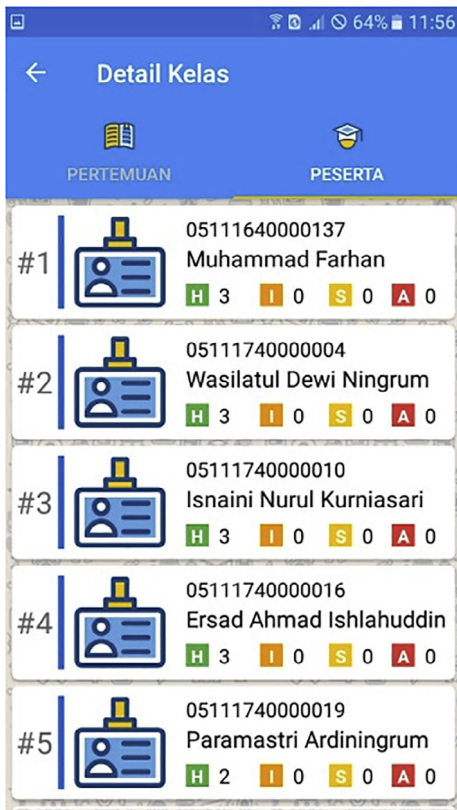 64% 11:56
Detail Kelas
PERTEMUAN PESERTA
#1
05111640000137
Muhammad Farhan
H 3 I 0 S 0 A 0
#2
05111740000004
Wasilatul Dewi Ningrum
H 3 I 0 S 0 A 0
#3
05111740000010
Isnaini Nurul Kurniasari
H 3 I 0 S 0 A 0
#4
05111740000016
Ersad Ahmad Ishlahuddin
H 3 I 0 S 0 A 0
#5
05111740000019
Paramastri Ardiningrum
H 2 I 0 S 0 A 0